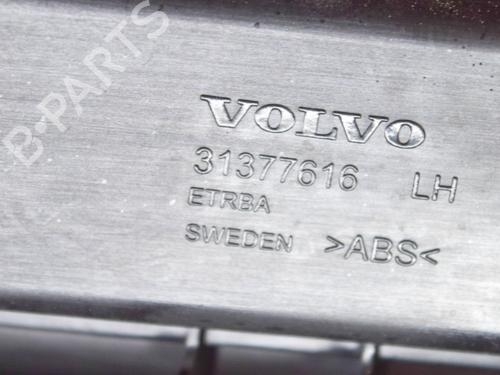 B-PARTS
VOLVO
31377616 LH
ETRBA
SWEDEN >ABS<